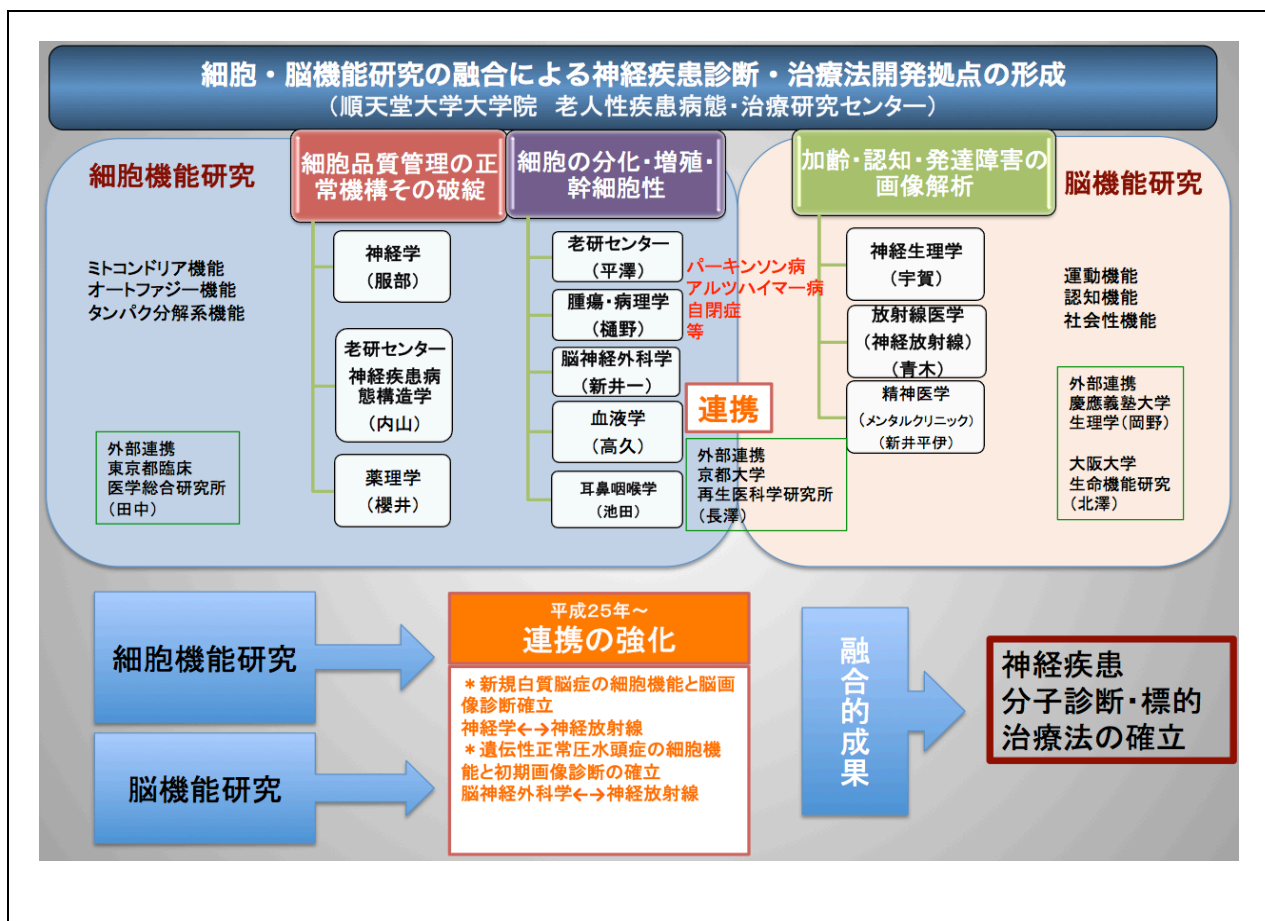 細胞・脳機能研究の融合による神経疾患診断・治療法開発拠点の形成
（順天堂大学大学院　老人性疾患病態・治療研究センター）
細胞機能研究
ミトコンドリア機能
オートファジー機能
タンパク分解系機能
外部連携
東京都臨床
医学総合研究所
（田中）
細胞品質管理の正
常機構その破綻
神経学
（服部）
老研センター
神経疾患病
態構造学
（内山）
薬理学
（櫻井）
細胞の分化・増殖・
幹細胞性
老研センター
（平澤）
腫瘍・病理学
（樋野）
脳神経外科学
（新井一）
血液学
（高久）
耳鼻咽喉学
（池田）
パーキンソン病
アルツハイマー病
自閉症
等
連携
外部連携
京都大学
再生医科学研究所
（長澤）
加齢・認知・発達障害の
画像解析
神経生理学
（宇賀）
放射線医学
（神経放射線）
（青木）
精神医学
（メンタルクリニック）
（新井平伊）
脳機能研究
運動機能
認知機能
社会性機能
外部連携
慶應義塾大学
生理学（岡野）
大阪大学
生命機能研究
（北澤）
細胞機能研究
脳機能研究
平成25年～
連携の強化
＊新規白質脳症の細胞機能と脳画
像診断確立
神経学←→神経放射線
＊遺伝性正常圧水頭症の細胞機
能と初期画像診断の確立
脳神経外科学←→神経放射線
融合的成果
神経疾患
分子診断・標的
治療法の確立